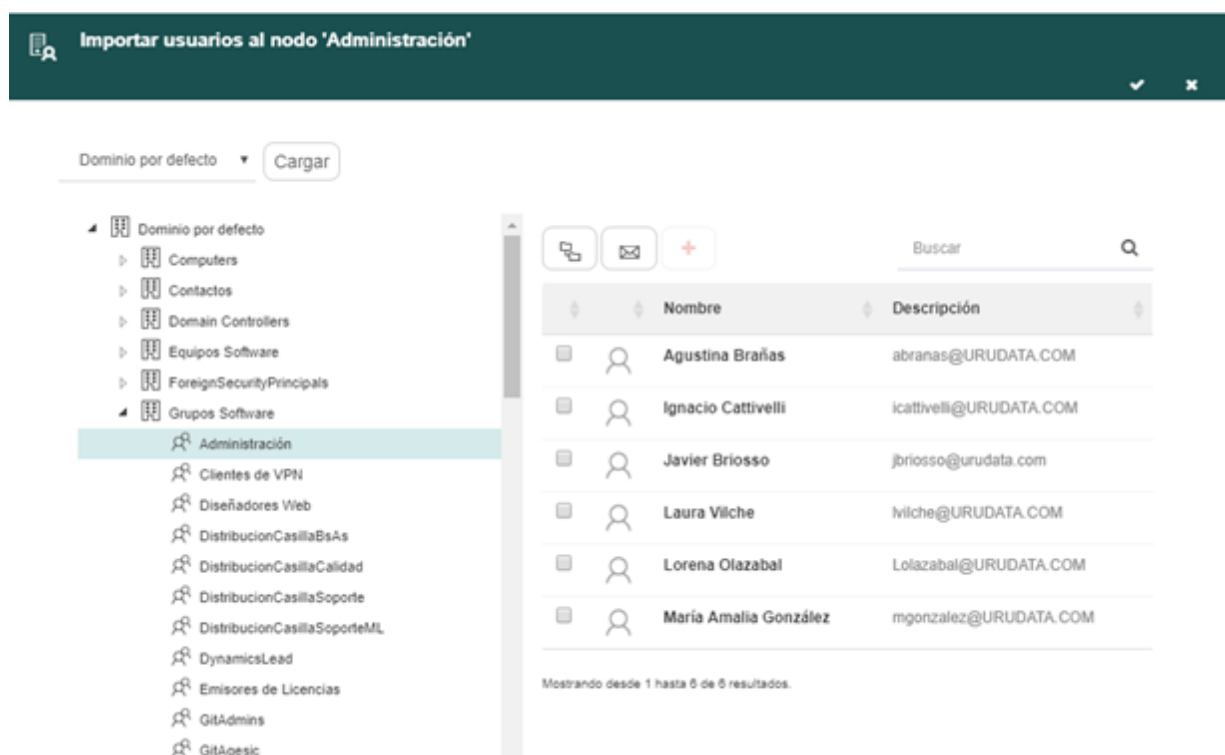 Importar usuarios al nodo 'Administración'
Dominio por defecto
Cargar
Dominio por defecto
Computers
Contactos
Domain Controllers
Equipos Software
ForeignSecurityPrincipals
Grupos Software
Administración
Clientes de VPN
Diseñadores Web
DistribucionCasillaBsAs
DistribucionCasillaCalidad
DistribucionCasillaSoporte
DistribucionCasillaSoporteML
DynamicsLead
Emisores de Licencias
GitAdmins
GitAgesic
Buscar
Nombre Descripción
Agustina Brañas abranas@URUDATA.COM
Ignacio Cattivelli icattivelli@URUDATA.COM
Javier Briosso jbriosso@urudata.com
Laura Vilche lvilche@URUDATA.COM
Lorena Olazabal Lolazabal@URUDATA.COM
María Amalia González mgonzalez@URUDATA.COM
Mostrando desde 1 hasta 6 de 6 resultados.